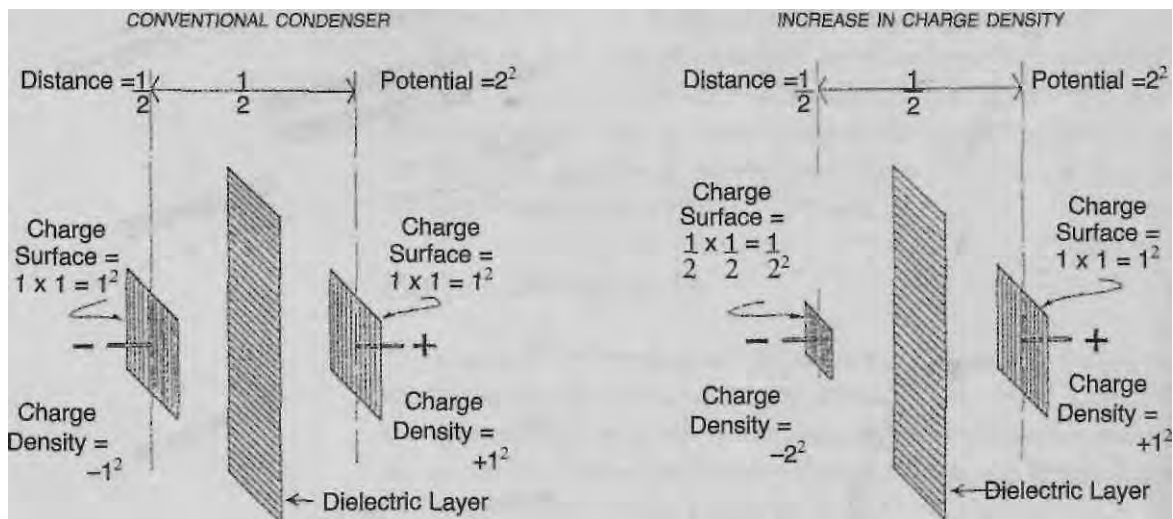 CONVENTIONAL CONDENSER
Distance = 1/2
1/2
Potential = 2²
Charge
Surface =
1 x 1 = 1²
Charge
Surface =
1 x 1 = 1²
− +
Charge
Density =
−1²
Charge
Density =
+1²
Dielectric Layer
INCREASE IN CHARGE DENSITY
Distance = 1/2
1/2
Potential = 2²
Charge
Surface =
1/2 x 1/2 = 1/2²
Charge
Surface =
1 x 1 = 1²
− +
Charge
Density =
−2²
Charge
Density =
+1²
Dielectric Layer